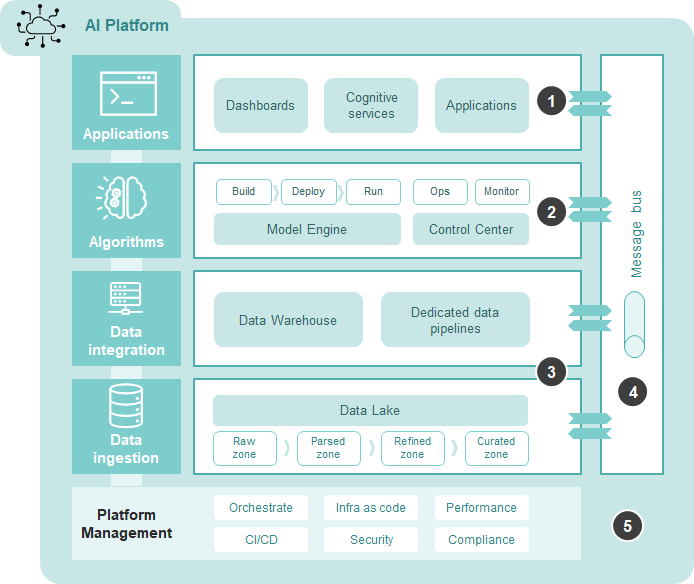 AI Platform
Applications
Dashboards
Cognitive
services
Applications
1
Algorithms
Build
Deploy
Run
Ops
Monitor
Model Engine
Control Center
2
Data
integration
Data Warehouse
Dedicated data
pipelines
3
Data
ingestion
Data Lake
Raw
zone
Parsed
zone
Refined
zone
Curated
zone
Message bus
4
Platform
Management
Orchestrate
Infra as code
Performance
CI/CD
Security
Compliance
5